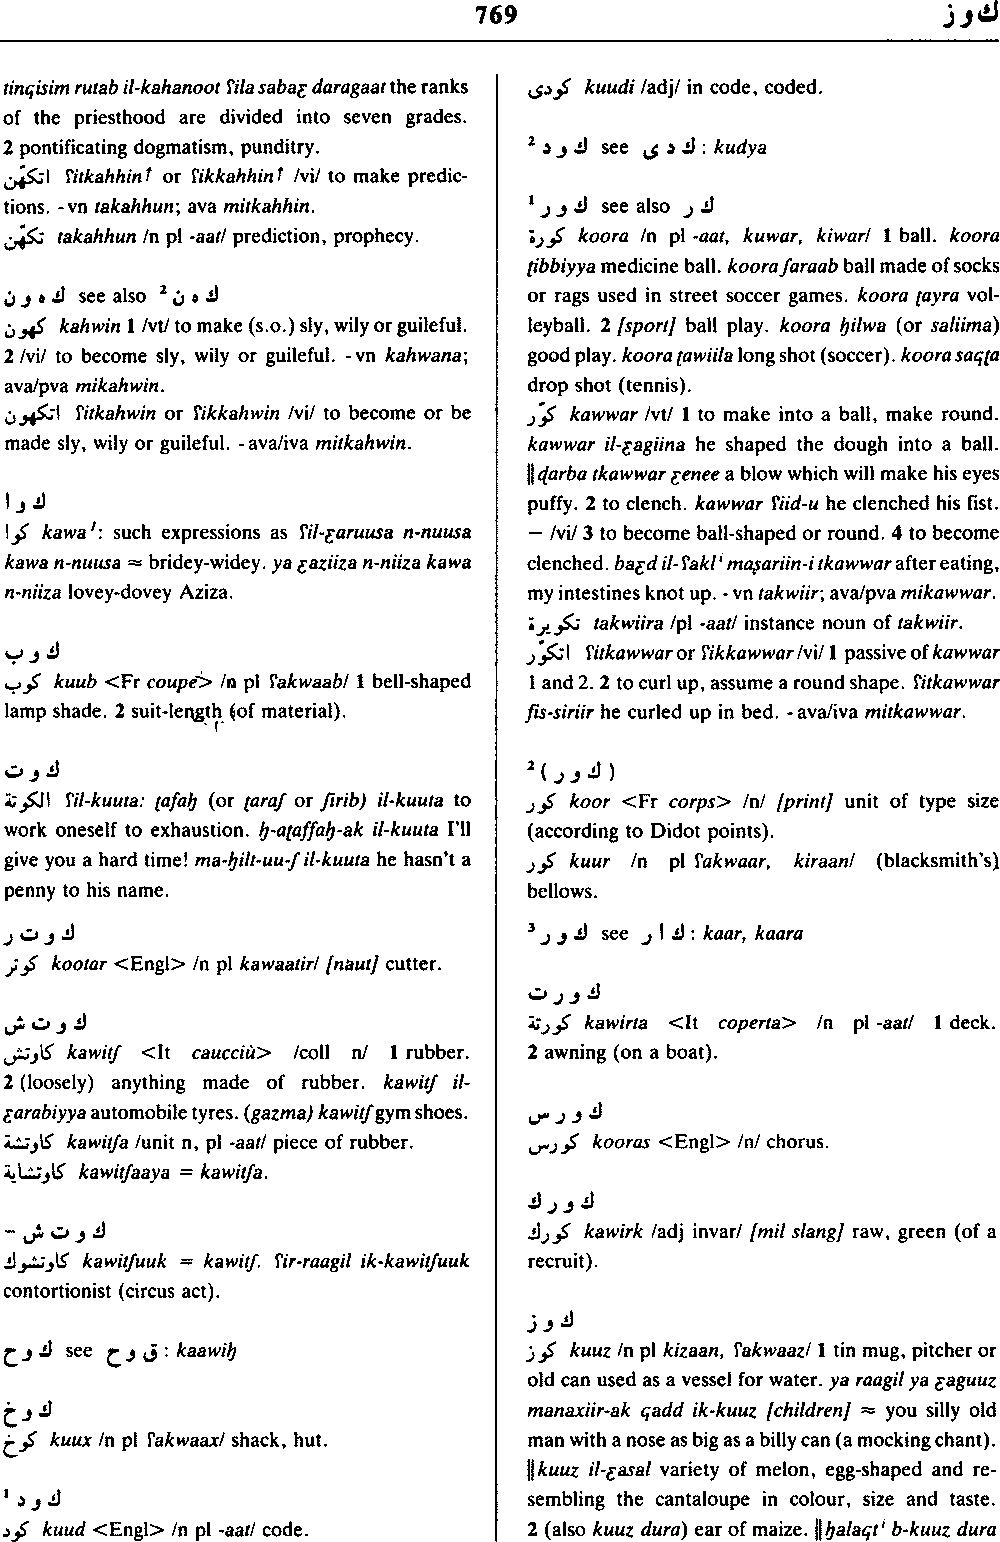 769
ك و ز
tinqisim rutab il-kahanoot ʕila sabaʕ daragaat the ranks
of the priesthood are divided into seven grades.
2 pontificating dogmatism, punditry.
اتكهّن ʕitkahhin↑ or ʕikkahhin↑ /vi/ to make predic-
tions. -vn takahhun; ava mitkahhin.
تكهّن takahhun /n pl -aat/ prediction, prophecy.
ك ه و ن see also ² ك ه ن
كهون kahwin 1 /vt/ to make (s.o.) sly, wily or guileful.
2 /vi/ to become sly, wily or guileful. -vn kahwana;
ava/pva mikahwin.
اتكهون ʕitkahwin or ʕikkahwin /vi/ to become or be
made sly, wily or guileful. -ava/iva mitkahwin.
ك و ا
كوا kawa¹: such expressions as ʕil-ʕaruusa n-nuusa
kawa n-nuusa ≈ bridey-widey. ya ʕaziiza n-niiza kawa
n-niiza lovey-dovey Aziza.
ك و ب
كوب kuub <Fr coupé> /n pl ʕakwaab/ 1 bell-shaped
lamp shade. 2 suit-length (of material).
ك و ت
الكوتة ʕil-kuuta: ṭafaḥ (or ṭaraf or ʃirib) il-kuuta to
work oneself to exhaustion. ḥ-aṭaffaḥ-ak il-kuuta I'll
give you a hard time! ma-ḥilt-uu-ʃ il-kuuta he hasn't a
penny to his name.
ك و ت ر
كوتر kootar <Engl> /n pl kawaatir/ [naut] cutter.
ك و ت ش
كاوتش kawitʃ <It caucciù> /coll n/ 1 rubber.
2 (loosely) anything made of rubber. kawitʃ il-
ʕarabiyya automobile tyres. (gazma) kawitʃ gym shoes.
كاوتشة kawitʃa /unit n, pl -aat/ piece of rubber.
كاوتشاية kawitʃaaya = kawitʃa.
ك و ت ش –
كاوتشوك kawitʃuuk = kawitʃ. ʕir-raagil ik-kawitʃuuk
contortionist (circus act).
ك و ح see ق و ح : kaawiḥ
ك و خ
كوخ kuux /n pl ʕakwaax/ shack, hut.
ك و د ¹
كود kuud <Engl> /n pl -aat/ code.
كودى kuudi /adj/ in code, coded.
ك و د ² see ك د ى : kudya
ك و ر ¹ see also ك ر
كورة koora /n pl -aat, kuwar, kiwar/ 1 ball. koora
ṭibbiyya medicine ball. koora ʃaraab ball made of socks
or rags used in street soccer games. koora ṭayra vol-
leyball. 2 [sport] ball play. koora ḥilwa (or saliima)
good play. koora ṭawiila long shot (soccer). koora saqṭa
drop shot (tennis).
كوّر kawwar /vt/ 1 to make into a ball, make round.
kawwar il-ʕagiina he shaped the dough into a ball.
‖ḍarba tkawwar ʕenee a blow which will make his eyes
puffy. 2 to clench. kawwar ʕiid-u he clenched his fist.
— /vi/ 3 to become ball-shaped or round. 4 to become
clenched. baʕd il-ʕakl¹ maṣariin-i tkawwar after eating,
my intestines knot up. -vn takwiir; ava/pva mikawwar.
تكويرة takwiira /pl -aat/ instance noun of takwiir.
اتكوّر ʕitkawwar or ʕikkawwar /vi/ 1 passive of kawwar
1 and 2. 2 to curl up, assume a round shape. ʕitkawwar
fis-siriir he curled up in bed. -ava/iva mitkawwar.
(ك و ر) ²
كور koor <Fr corps> /n/ [print] unit of type size
(according to Didot points).
كور kuur /n pl ʕakwaar, kiraan/ (blacksmith's)
bellows.
ك و ر ³ see ك ا ر : kaar, kaara
ك و ر ت
كورتة kawirta <It coperta> /n pl -aat/ 1 deck.
2 awning (on a boat).
ك و ر س
كورس kooras <Engl> /n/ chorus.
ك و ر ك
كورك kawirk /adj invar/ [mil slang] raw, green (of a
recruit).
ك و ز
كوز kuuz /n pl kizaan, ʕakwaaz/ 1 tin mug, pitcher or
old can used as a vessel for water. ya raagil ya ʕaguuz
manaxiir-ak qadd ik-kuuz [children] ≈ you silly old
man with a nose as big as a billy can (a mocking chant).
‖kuuz il-ʕasal variety of melon, egg-shaped and re-
sembling the cantaloupe in colour, size and taste.
2 (also kuuz dura) ear of maize. ‖ḥalaqt¹ b-kuuz dura